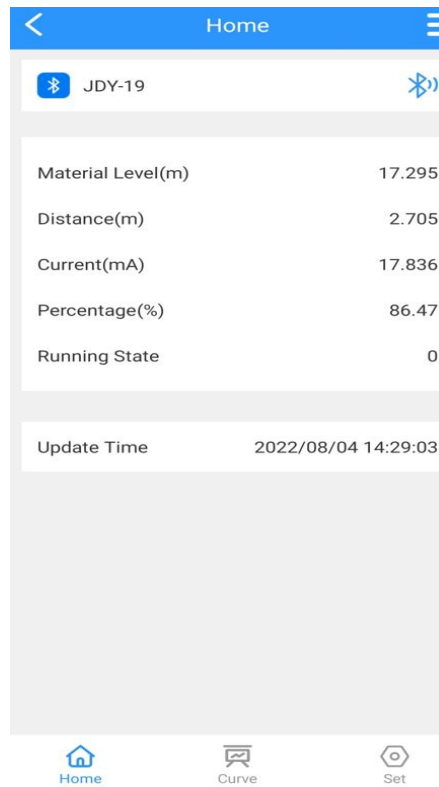 Home
JDY-19
Material Level(m) 17.295
Distance(m) 2.705
Current(mA) 17.836
Percentage(%) 86.47
Running State 0
Update Time 2022/08/04 14:29:03
Home Curve Set